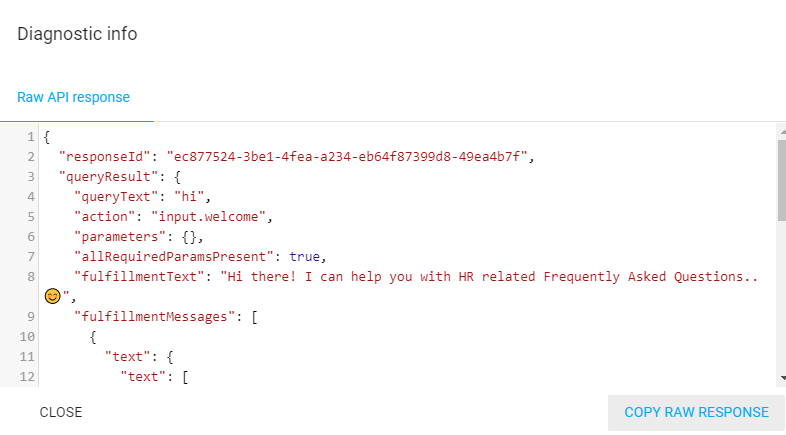 Diagnostic info
Raw API response
1 {
2 "responseId": "ec877524-3be1-4fea-a234-eb64f87399d8-49ea4b7f",
3 "queryResult": {
4 "queryText": "hi",
5 "action": "input.welcome",
6 "parameters": {},
7 "allRequiredParamsPresent": true,
8 "fulfillmentText": "Hi there! I can help you with HR related Frequently Asked Questions..
😊",
9 "fulfillmentMessages": [
10 {
11 "text": {
12 "text": [
CLOSE COPY RAW RESPONSE